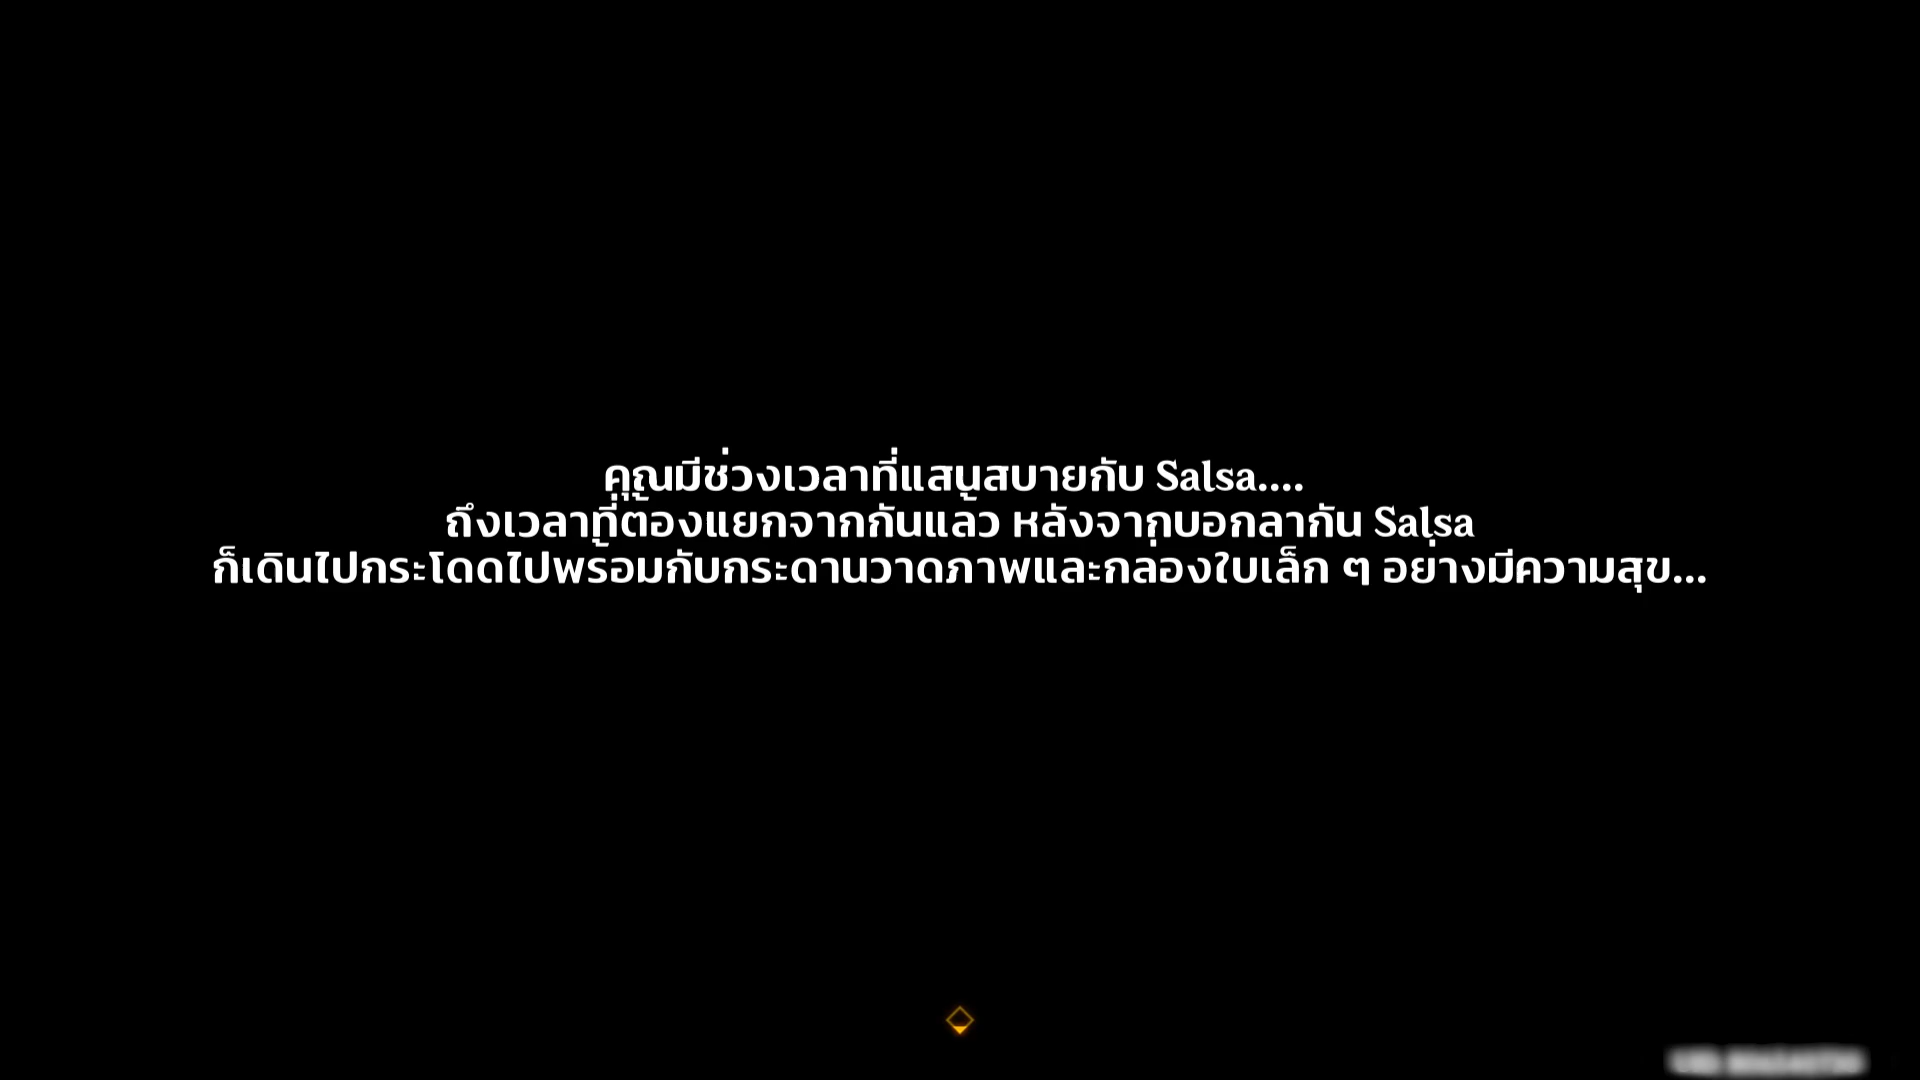 คุณมีช่วงเวลาที่แสนสบายกับ Salsa....
ถึงเวลาที่ต้องแยกจากกันแล้ว หลังจากบอกลากัน Salsa
ก็เดินไปกระโดดไปพร้อมกับกระดานวาดภาพและกล่องใบเล็ก ๆ อย่างมีความสุข...